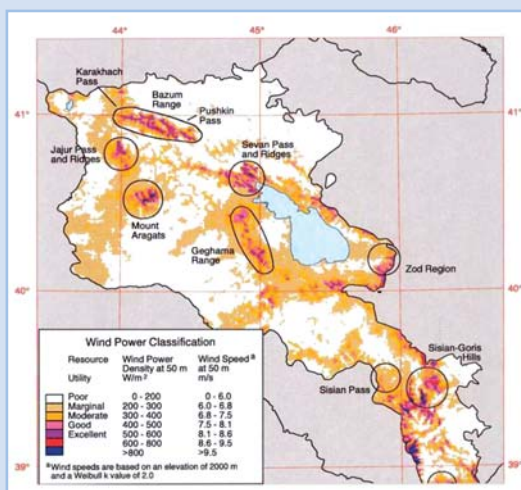 44°
45°
46°
Karakhach
Pass
Bazum
Range
Pushkin
Pass
41°
41°
Jajur Pass
and Ridges
Sevan Pass
and Ridges
Mount
Aragats
Geghama
Range
Zod Region
40°
40°
Sisian-Goris
Hills
Sisian Pass
39°
39°
Wind Power Classification
Resource Wind Power Wind Speed a
Density at 50 m at 50 m
Utility W/m-2 m/s
Poor 0 - 200 0 - 6.0
Marginal 200 - 300 6.0 - 6.8
Moderate 300 - 400 6.8 - 7.5
Good 400 - 500 7.5 - 8.1
Excellent 500 - 600 8.1 - 8.6
600 - 800 8.6 - 9.5
>800 >9.5
a Wind speeds are based on an elevation of 2000 m
and a Weibull k value of 2.0